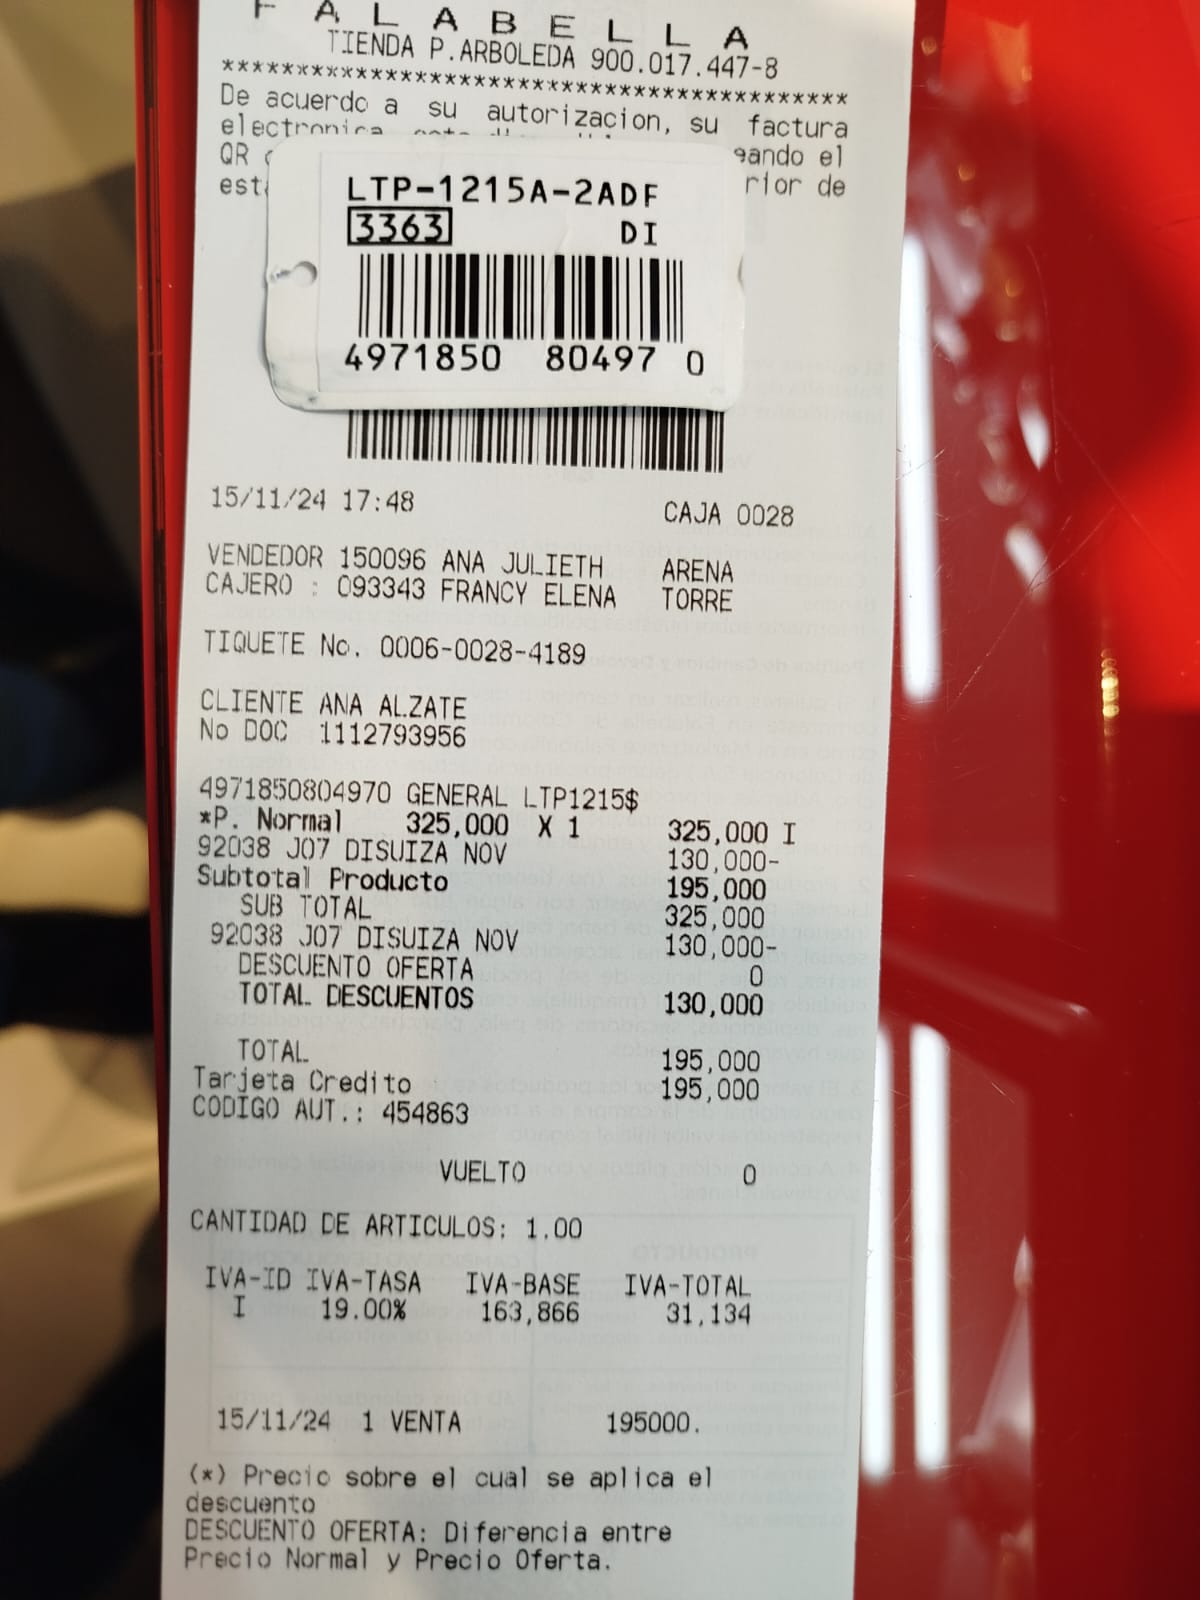 FALABELLA
TIENDA P.ARBOLEDA 900.017.447-8
******************************************
De acuerdo a su autorizacion, su factura
electronica
QR el
rior de
LTP-1215A-2ADF
3363 DI
4971850 80497 0
15/11/24 17:48 CAJA 0028
VENDEDOR 150096 ANA JULIETH ARENA
CAJERO : 093343 FRANCY ELENA TORRE
TIQUETE No. 0006-0028-4189
CLIENTE ANA ALZATE
No DOC 1112793956
4971850804970 GENERAL LTP1215$
*P. Normal 325,000 X 1 325,000 I
92038 J07 DISUIZA NOV 130,000-
Subtotal Producto 195,000
SUB TOTAL 325,000
92038 J07 DISUIZA NOV 130,000-
DESCUENTO OFERTA 0
TOTAL DESCUENTOS 130,000
TOTAL 195,000
Tarjeta Credito 195,000
CODIGO AUT.: 454863
VUELTO 0
CANTIDAD DE ARTICULOS: 1.00
IVA-ID IVA-TASA IVA-BASE IVA-TOTAL
I 19.00% 163,866 31,134
15/11/24 1 VENTA 195000.
(*) Precio sobre el cual se aplica el
descuento
DESCUENTO OFERTA: Diferencia entre
Precio Normal y Precio Oferta.